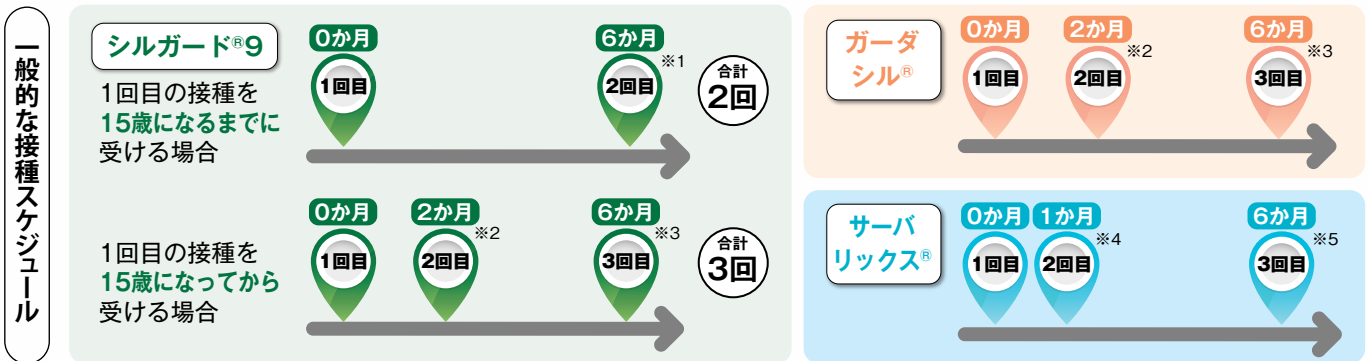 一般的な接種スケジュール
シルガード®9
1回目の接種を
15歳になるまでに
受ける場合
0か月
1回目
6か月
※1
2回目
合計
2回
1回目の接種を
15歳になってから
受ける場合
0か月
1回目
2か月
※2
2回目
6か月
※3
3回目
合計
3回
ガーダ
シル®
0か月
1回目
2か月
※2
2回目
6か月
※3
3回目
サーバ
リックス®
0か月
1回目
1か月
※4
2回目
6か月
※5
3回目